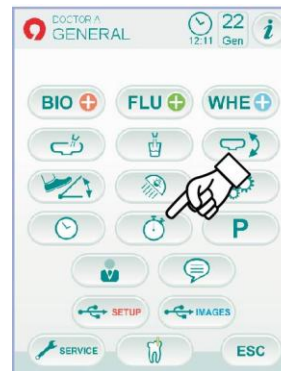 DOCTOR A
GENERAL
12:11
22
Gen
i
BIO
FLU
WHE
P
SETUP
IMAGES
SERVICE
ESC